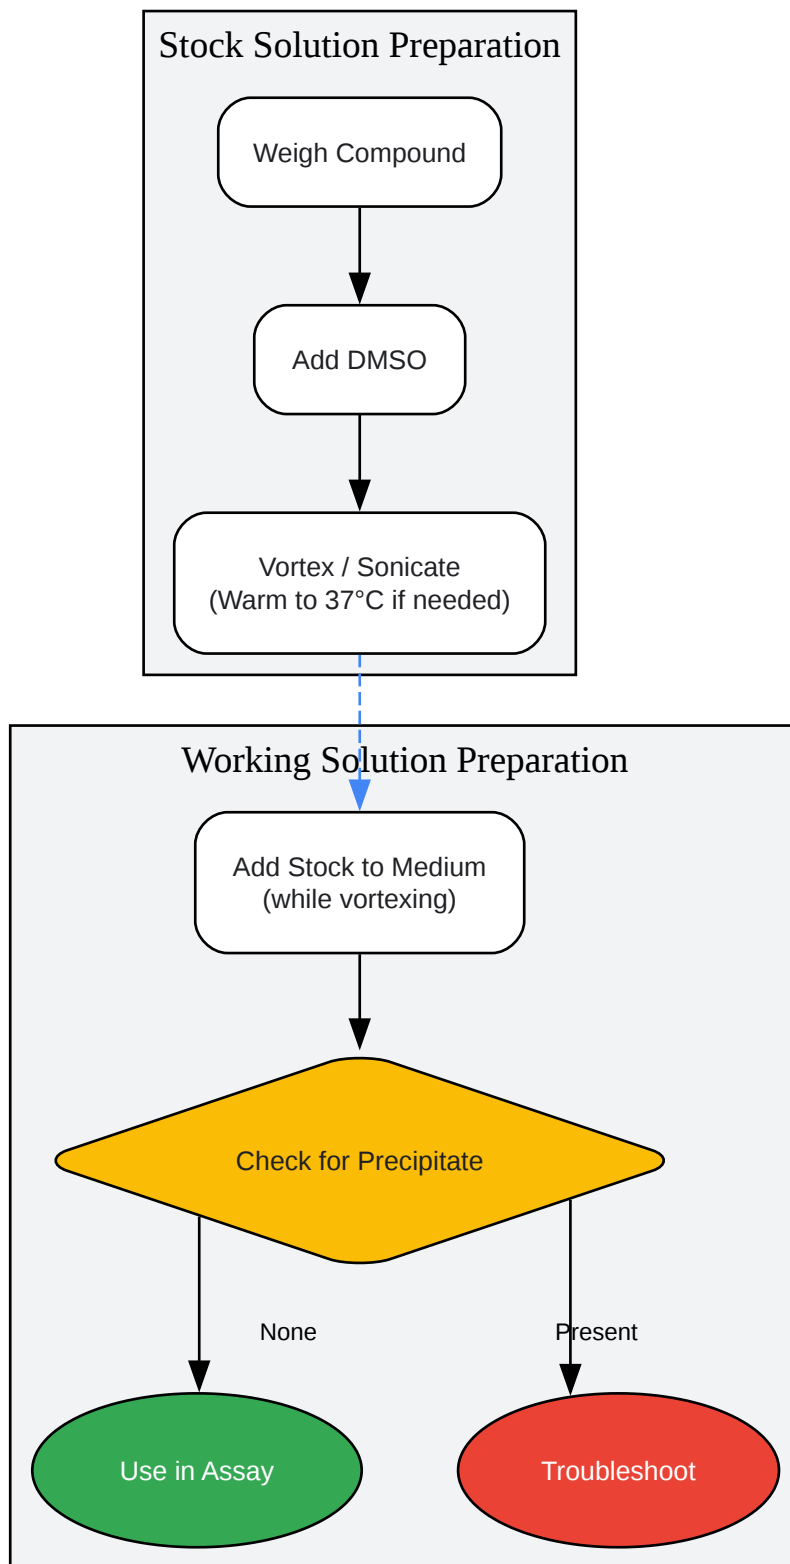 Stock Solution Preparation
Weigh Compound
Add DMSO
Vortex / Sonicate
(Warm to 37°C if needed)
Working Solution Preparation
Add Stock to Medium
(while vortexing)
Check for Precipitate
None
Present
Use in Assay
Troubleshoot